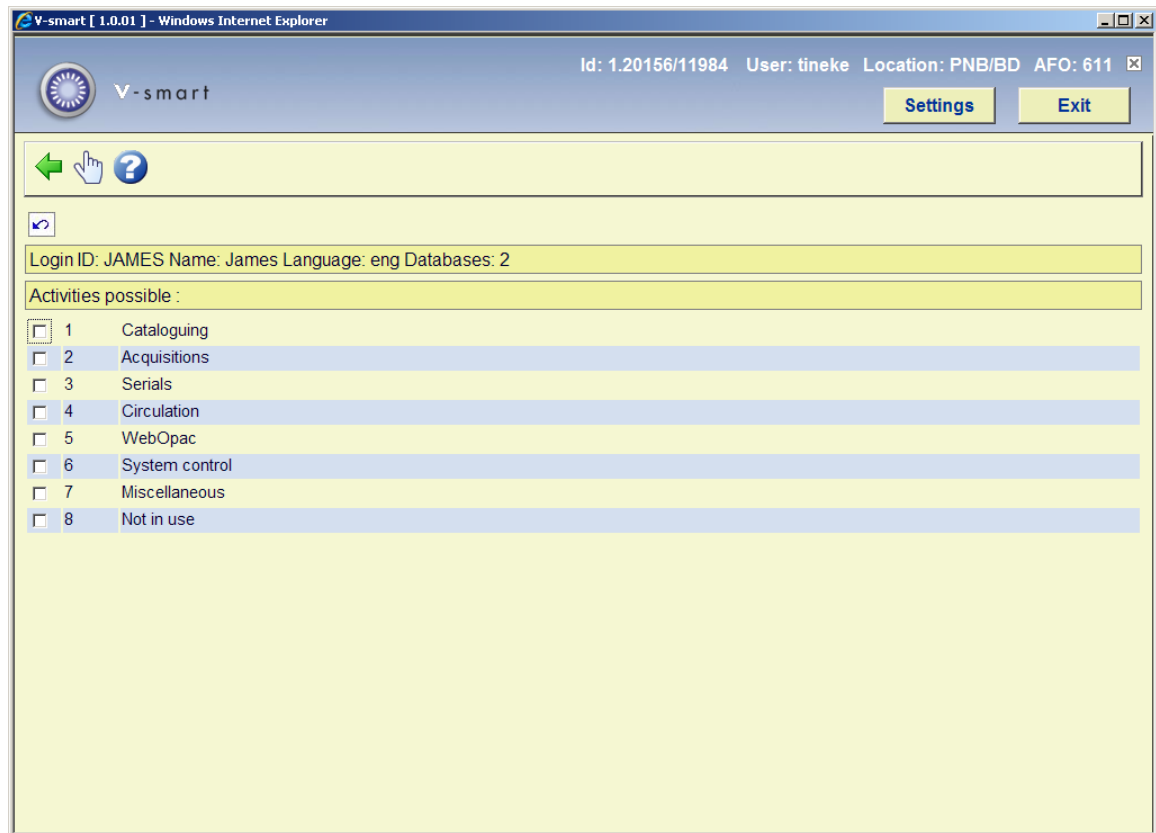 V-smart [ 1.0.01 ] - Windows Internet Explorer
Id: 1.20156/11984 User: tineke Location: PNB/BD AFO: 611
V-smart
Settings Exit
?
Login ID: JAMES Name: James Language: eng Databases: 2
Activities possible :
1 Cataloguing
2 Acquisitions
3 Serials
4 Circulation
5 WebOpac
6 System control
7 Miscellaneous
8 Not in use